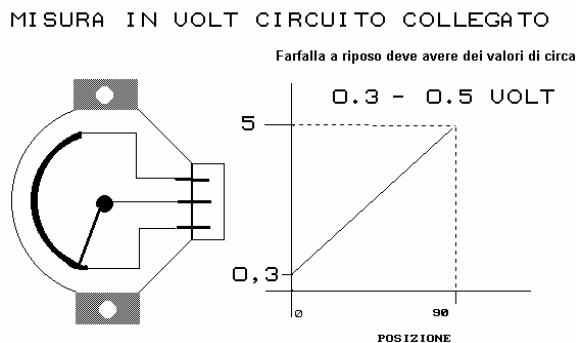 MISURA IN VOLT CIRCUITO COLLEGATO
Farfalla a riposo deve avere dei valori di circa
0.3 - 0.5 VOLT
5
0,3
0
90
POSIZIONE